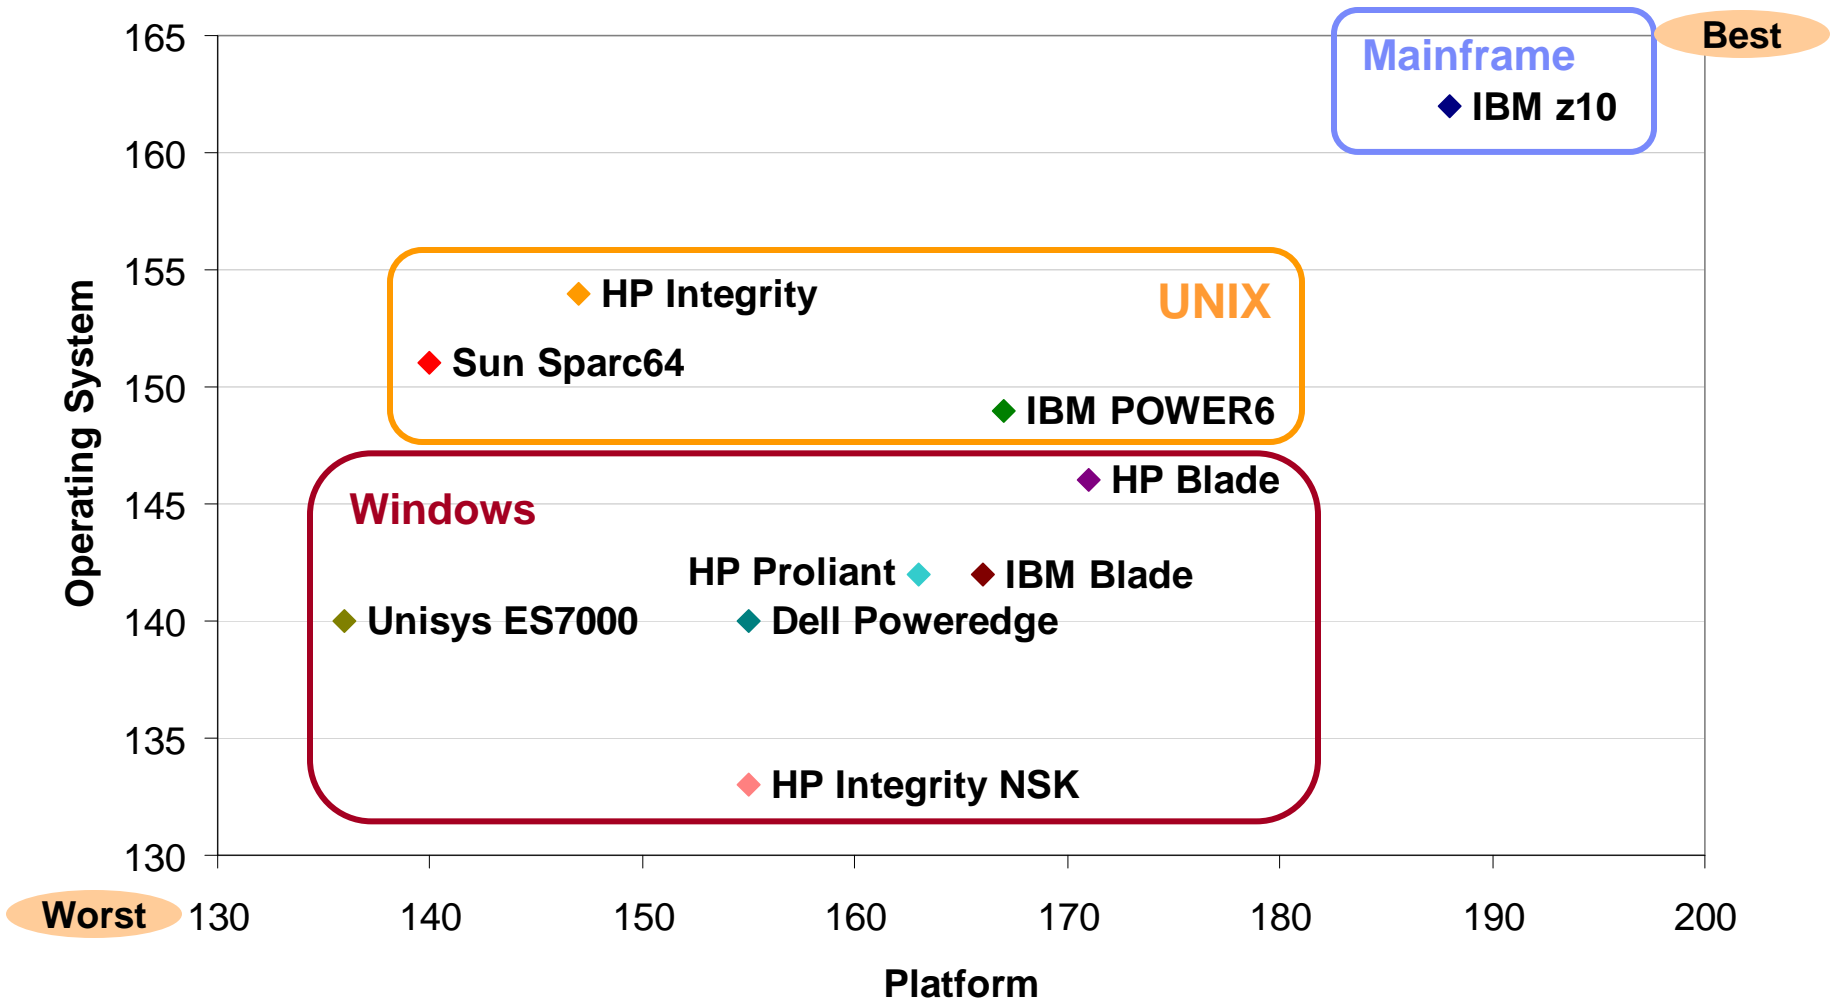 165
Best
Mainframe
IBM z10
160
155
HP Integrity
UNIX
Sun Sparc64
150
IBM POWER6
HP Blade
145
Windows
HP Proliant
IBM Blade
140
Unisys ES7000
Dell Poweredge
135
HP Integrity NSK
130
Operating System
Worst
130 140 150 160 170 180 190 200
Platform